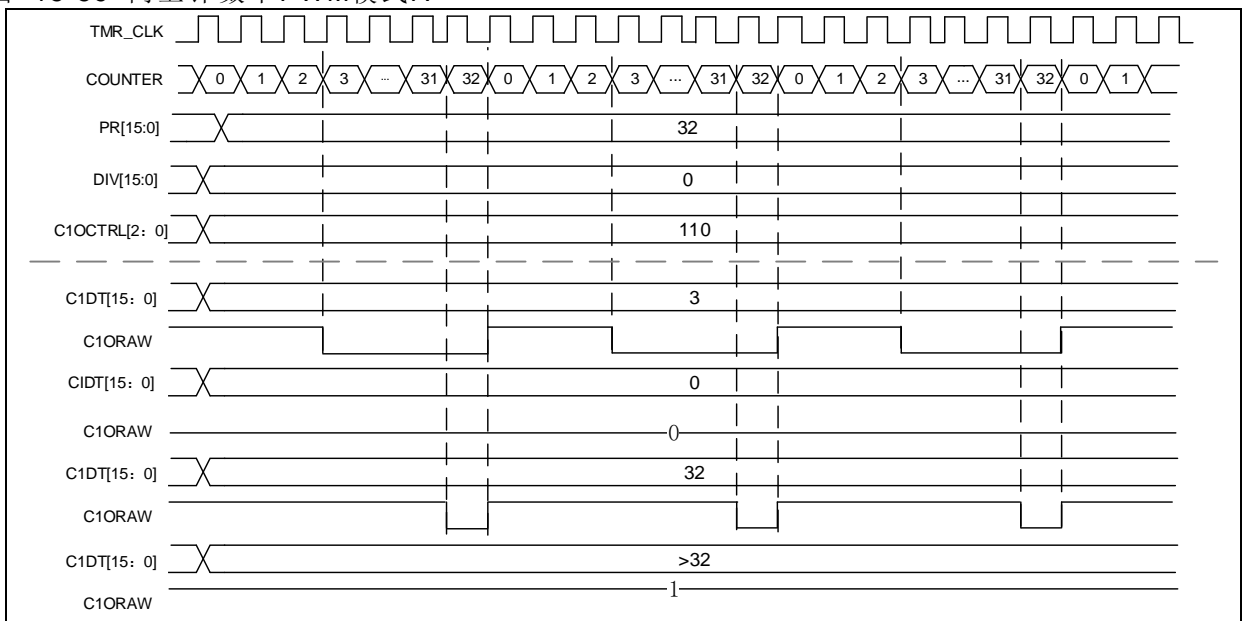 TMR_CLK
COUNTER 0 1 2 3 ... 31 32 0 1 2 3 ... 31 32 0 1 2 3 ... 31 32 0 1
PR[15:0] 32
DIV[15:0] 0
C1OCTRL[2：0] 110
C1DT[15：0] 3
C1ORAW
CIDT[15：0] 0
C1ORAW 0
C1DT[15：0] 32
C1ORAW
C1DT[15：0] >32
C1ORAW 1